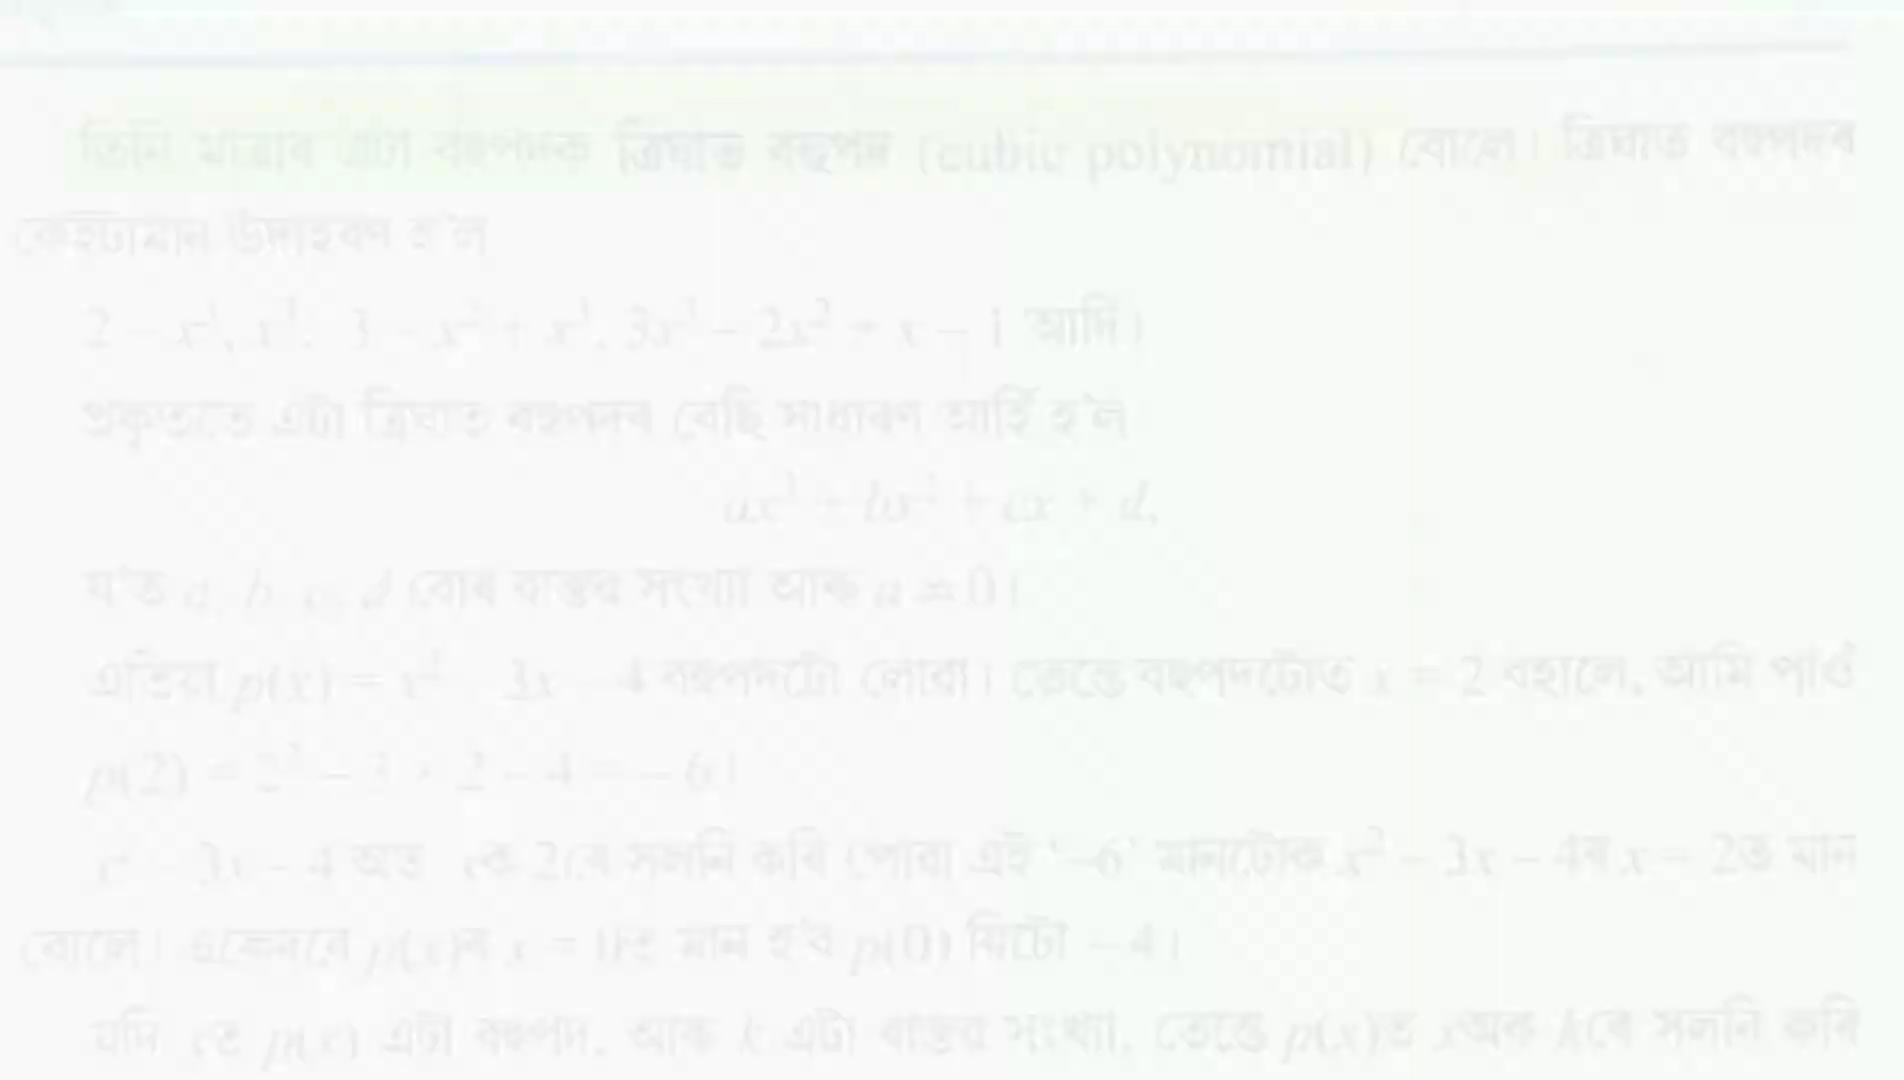 তিনি মাত্ৰাৰ এটা বহুপদক ত্ৰিঘাত বহুপদ (cubic polynomial) বোলে। ত্ৰিঘাত বহুপদৰ
কেইটামান উদাহৰণ হ'ল
2 – x³, x³, 3 – x² + x³, 3x³ – 2x² + x – 1 আদি।
প্ৰকৃততে এটা ত্ৰিঘাত বহুপদৰ বেছি সাধাৰণ আৰ্হি হ'ল
ax³ + bx² + cx + d,
য'ত a, b, c, d বোৰ বাস্তৱ সংখ্যা আৰু a ≠ 0।
এতিয়া p(x) = x² – 3x – 4 বহুপদটো লোৱা। তেন্তে বহুপদটোত x = 2 বহালে, আমি পাওঁ
p(2) = 2² – 3 × 2 – 4 = – 6।
x² – 3x – 4 অত xক 2ৰে সলনি কৰি পোৱা এই '–6' মানটোক x² – 3x – 4ৰ x = 2ত মান
বোলে। একেদৰে p(x)ৰ x = 0ত মান হ'ব p(0) যিটো – 4।
যদি xত p(x) এটা বহুপদ, আৰু k এটা বাস্তৱ সংখ্যা, তেন্তে p(x)ত xঅক kৰে সলনি কৰি